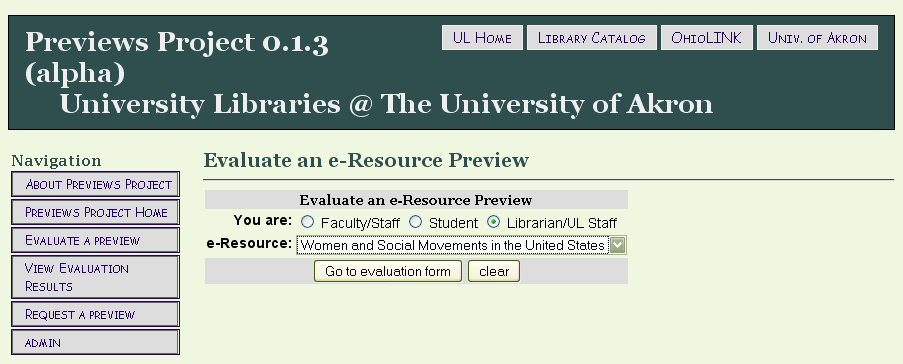 Previews Project 0.1.3
(alpha)
University Libraries @ The University of Akron
UL Home
Library Catalog
OhioLINK
Univ. of Akron
Navigation
About Previews Project
Previews Project Home
Evaluate a preview
View Evaluation
Results
Request a preview
admin
Evaluate an e-Resource Preview
Evaluate an e-Resource Preview
You are: Faculty/Staff Student Librarian/UL Staff
e-Resource: Women and Social Movements in the United States
Go to evaluation form clear